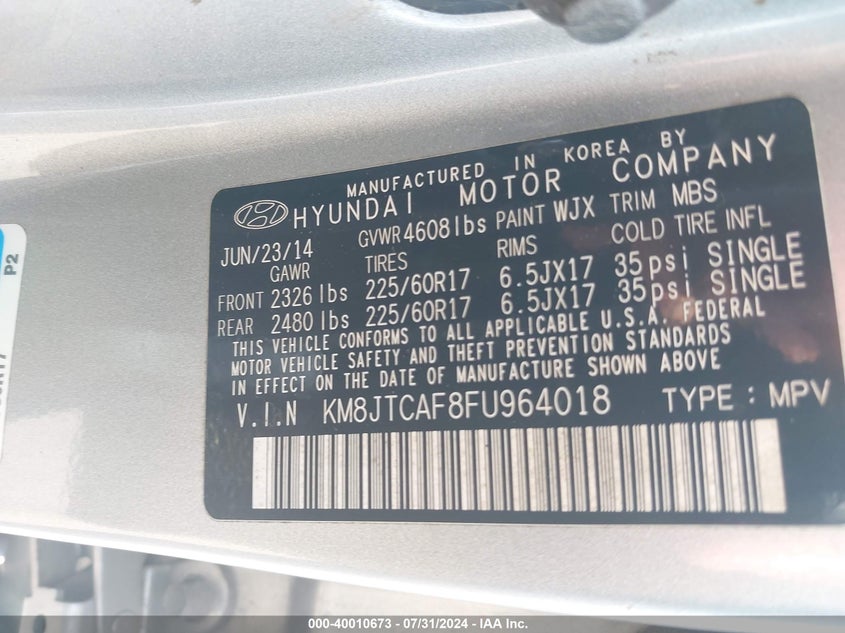 MANUFACTURED IN KOREA BY
HYUNDAI MOTOR COMPANY
JUN/23/14 GVWR 4608 lbs PAINT WJX TRIM MBS
GAWR TIRES RIMS COLD TIRE INFL
FRONT 2326 lbs 225/60R17 6.5JX17 35psi SINGLE
REAR 2480 lbs 225/60R17 6.5JX17 35psi SINGLE
THIS VEHICLE CONFORMS TO ALL APPLICABLE U.S.A. FEDERAL
MOTOR VEHICLE SAFETY AND THEFT PREVENTION STANDARDS
IN EFFECT ON THE DATE OF MANUFACTURE SHOWN ABOVE
V.I.N KM8JTCAF8FU964018 TYPE : MPV
P2
000-40010673 - 07/31/2024 - IAA Inc.